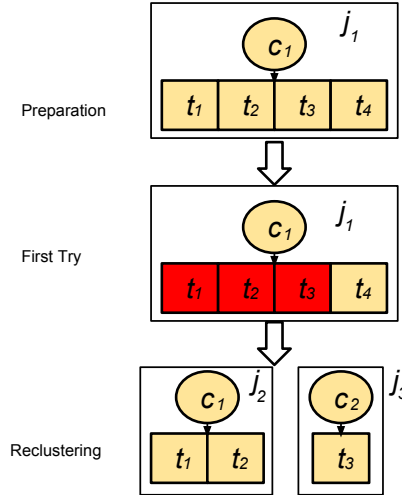 j1
c1
Preparation
t1 t2 t3 t4
j1
c1
First Try
t1 t2 t3 t4
j2 j3
c1 c2
Reclustering
t1 t2 t3